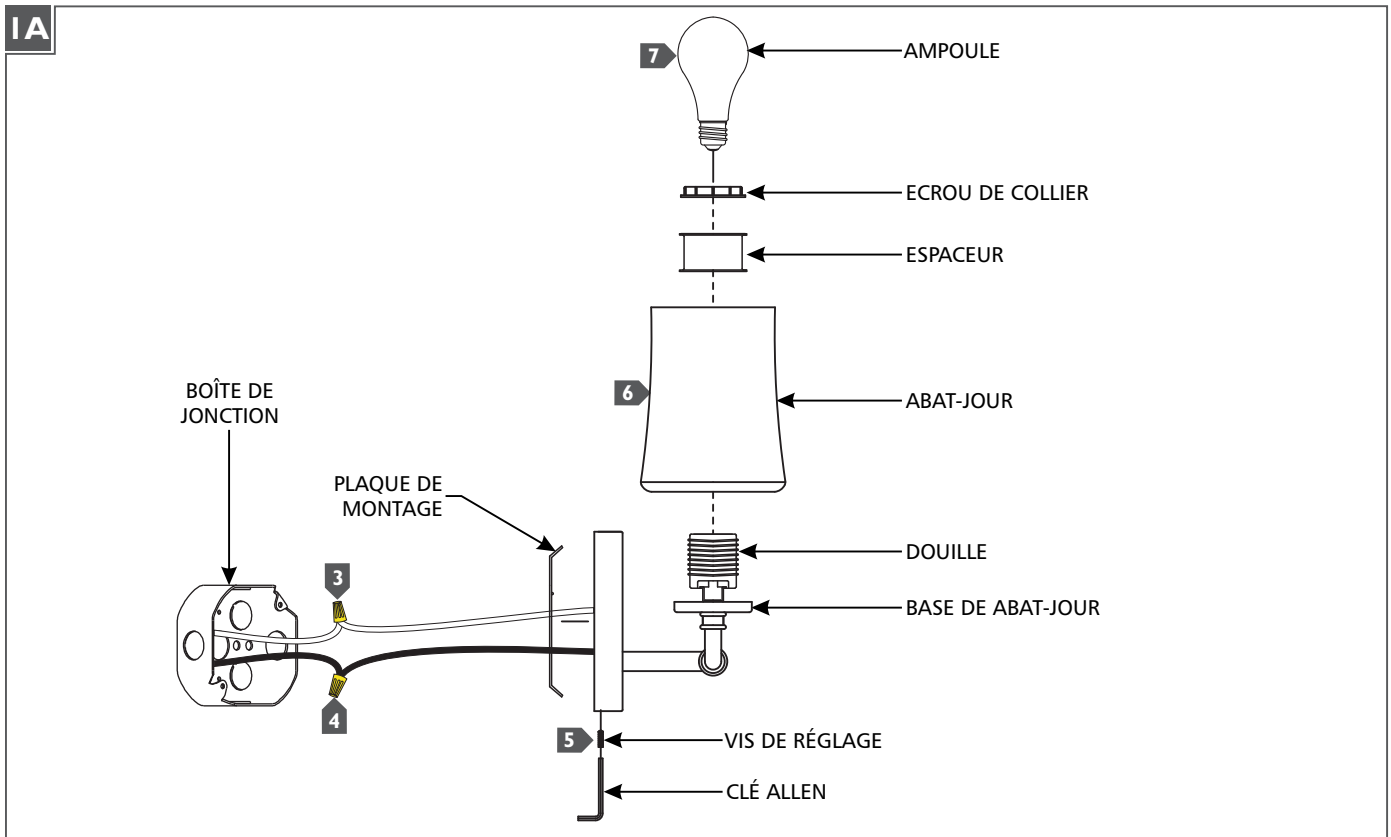 1A
7
AMPOULE
ECROU DE COLLIER
ESPACEUR
6
ABAT-JOUR
BOÎTE DE
JONCTION
PLAQUE DE
MONTAGE
3
DOUILLE
BASE DE ABAT-JOUR
4
5
VIS DE RÉGLAGE
CLÉ ALLEN